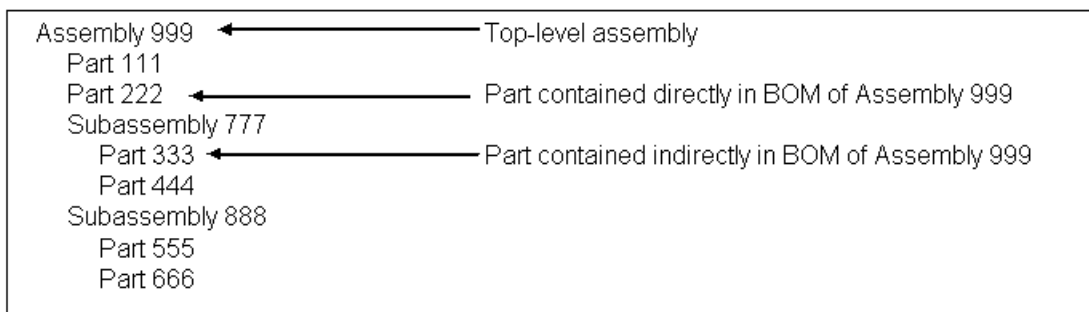 Assembly 999 Top-level assembly
Part 111
Part 222 Part contained directly in BOM of Assembly 999
Subassembly 777
Part 333 Part contained indirectly in BOM of Assembly 999
Part 444
Subassembly 888
Part 555
Part 666